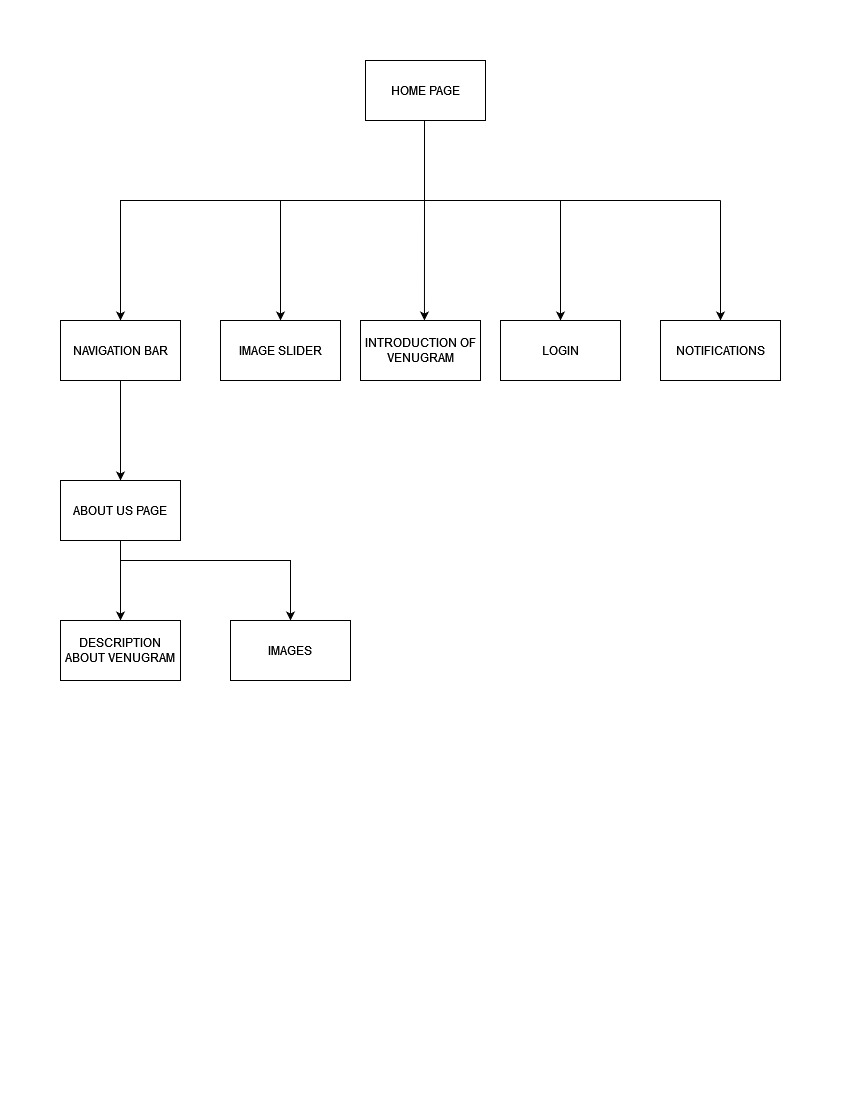 HOME PAGE
NAVIGATION BAR
IMAGE SLIDER
INTRODUCTION OF
VENUGRAM
LOGIN
NOTIFICATIONS
ABOUT US PAGE
DESCRIPTION
ABOUT VENUGRAM
IMAGES